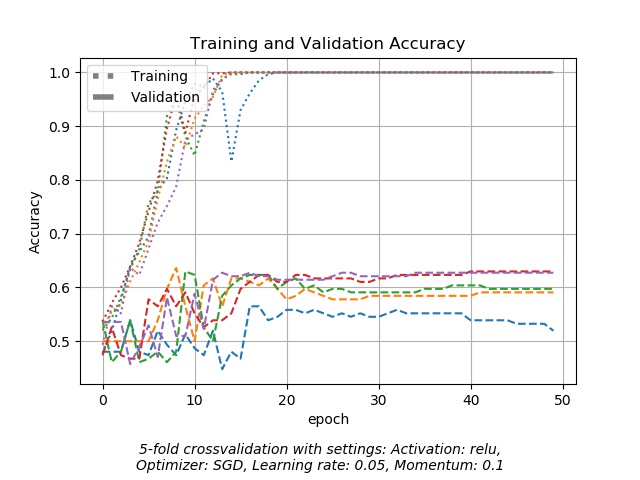 Training and Validation Accuracy
Training
Validation
1.0
0.9
0.8
0.7
0.6
0.5
Accuracy
0 10 20 30 40 50
epoch
5-fold crossvalidation with settings: Activation: relu,
Optimizer: SGD, Learning rate: 0.05, Momentum: 0.1